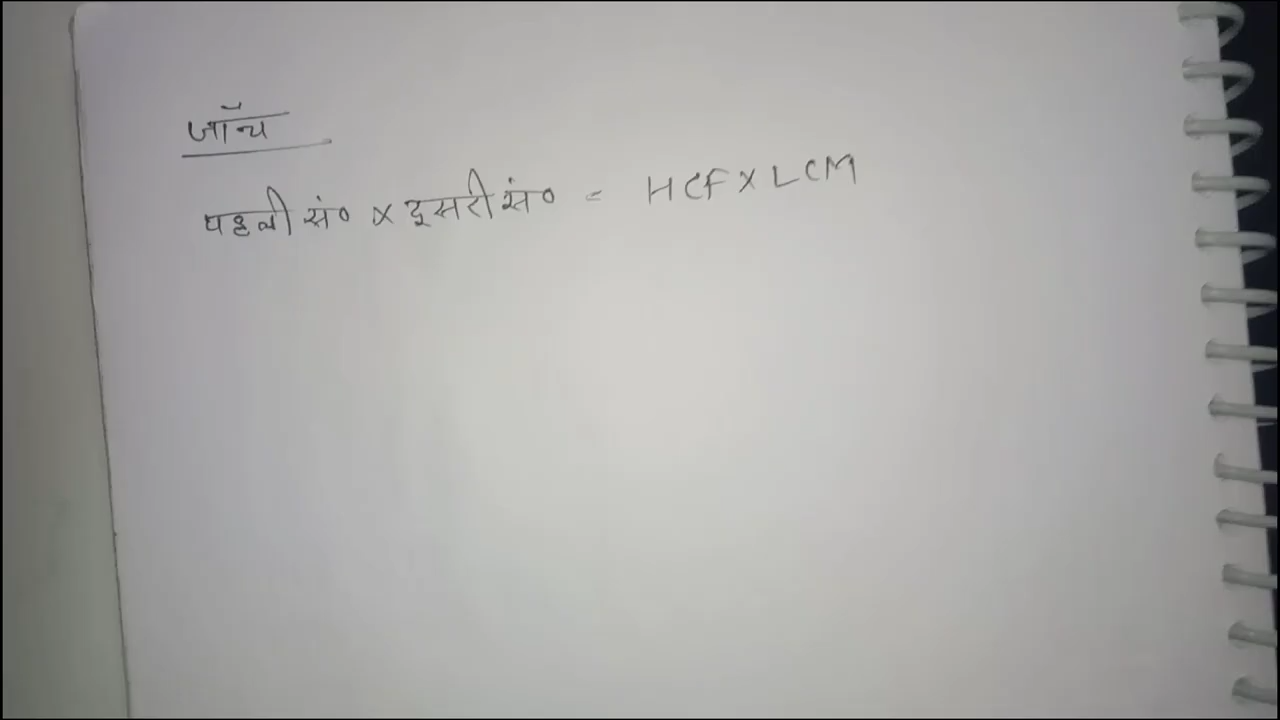 जाँच
पहली सं० × दूसरी सं० = HCF × LCM